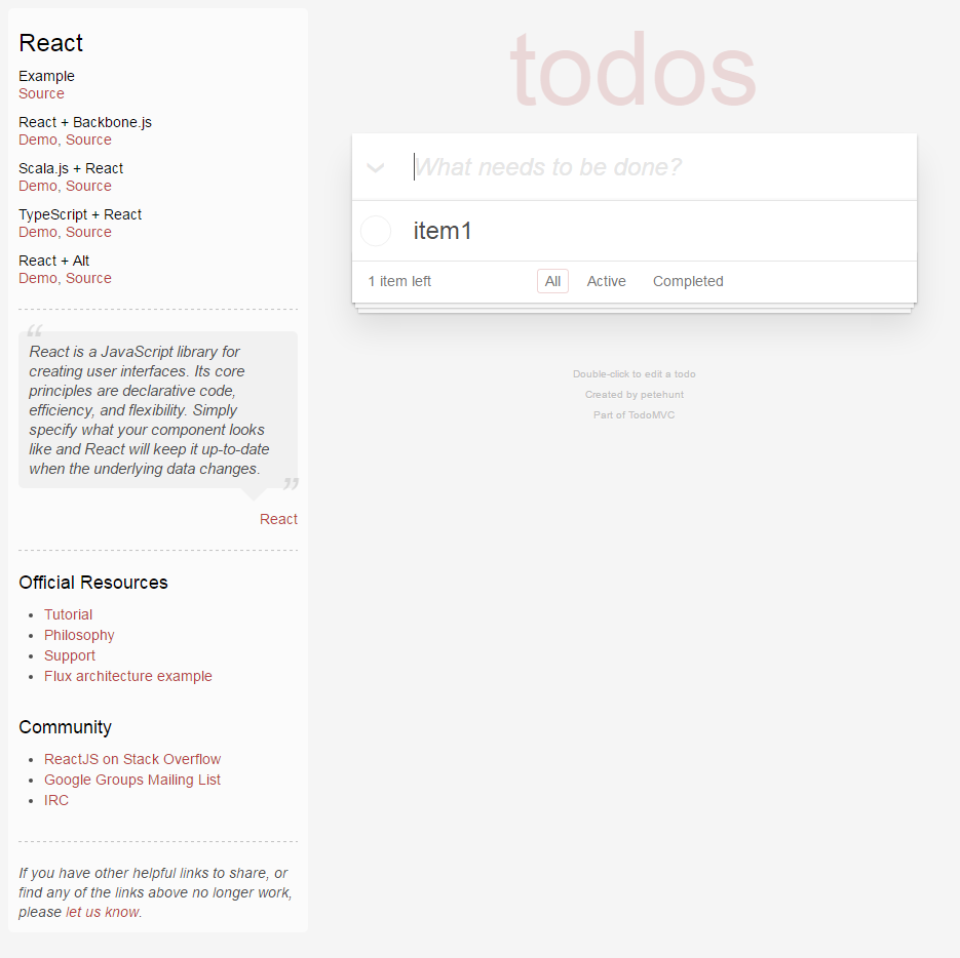 React
Example
Source
React + Backbone.js
Demo, Source
Scala.js + React
Demo, Source
TypeScript + React
Demo, Source
React + Alt
Demo, Source
“
React is a JavaScript library for
creating user interfaces. Its core
principles are declarative code,
efficiency, and flexibility. Simply
specify what your component looks
like and React will keep it up-to-date
when the underlying data changes.
”
React
Official Resources
• Tutorial
• Philosophy
• Support
• Flux architecture example
Community
• ReactJS on Stack Overflow
• Google Groups Mailing List
• IRC
If you have other helpful links to share, or
find any of the links above no longer work,
please let us know.
todos
What needs to be done?
item1
1 item left All Active Completed
Double-click to edit a todo
Created by petehunt
Part of TodoMVC